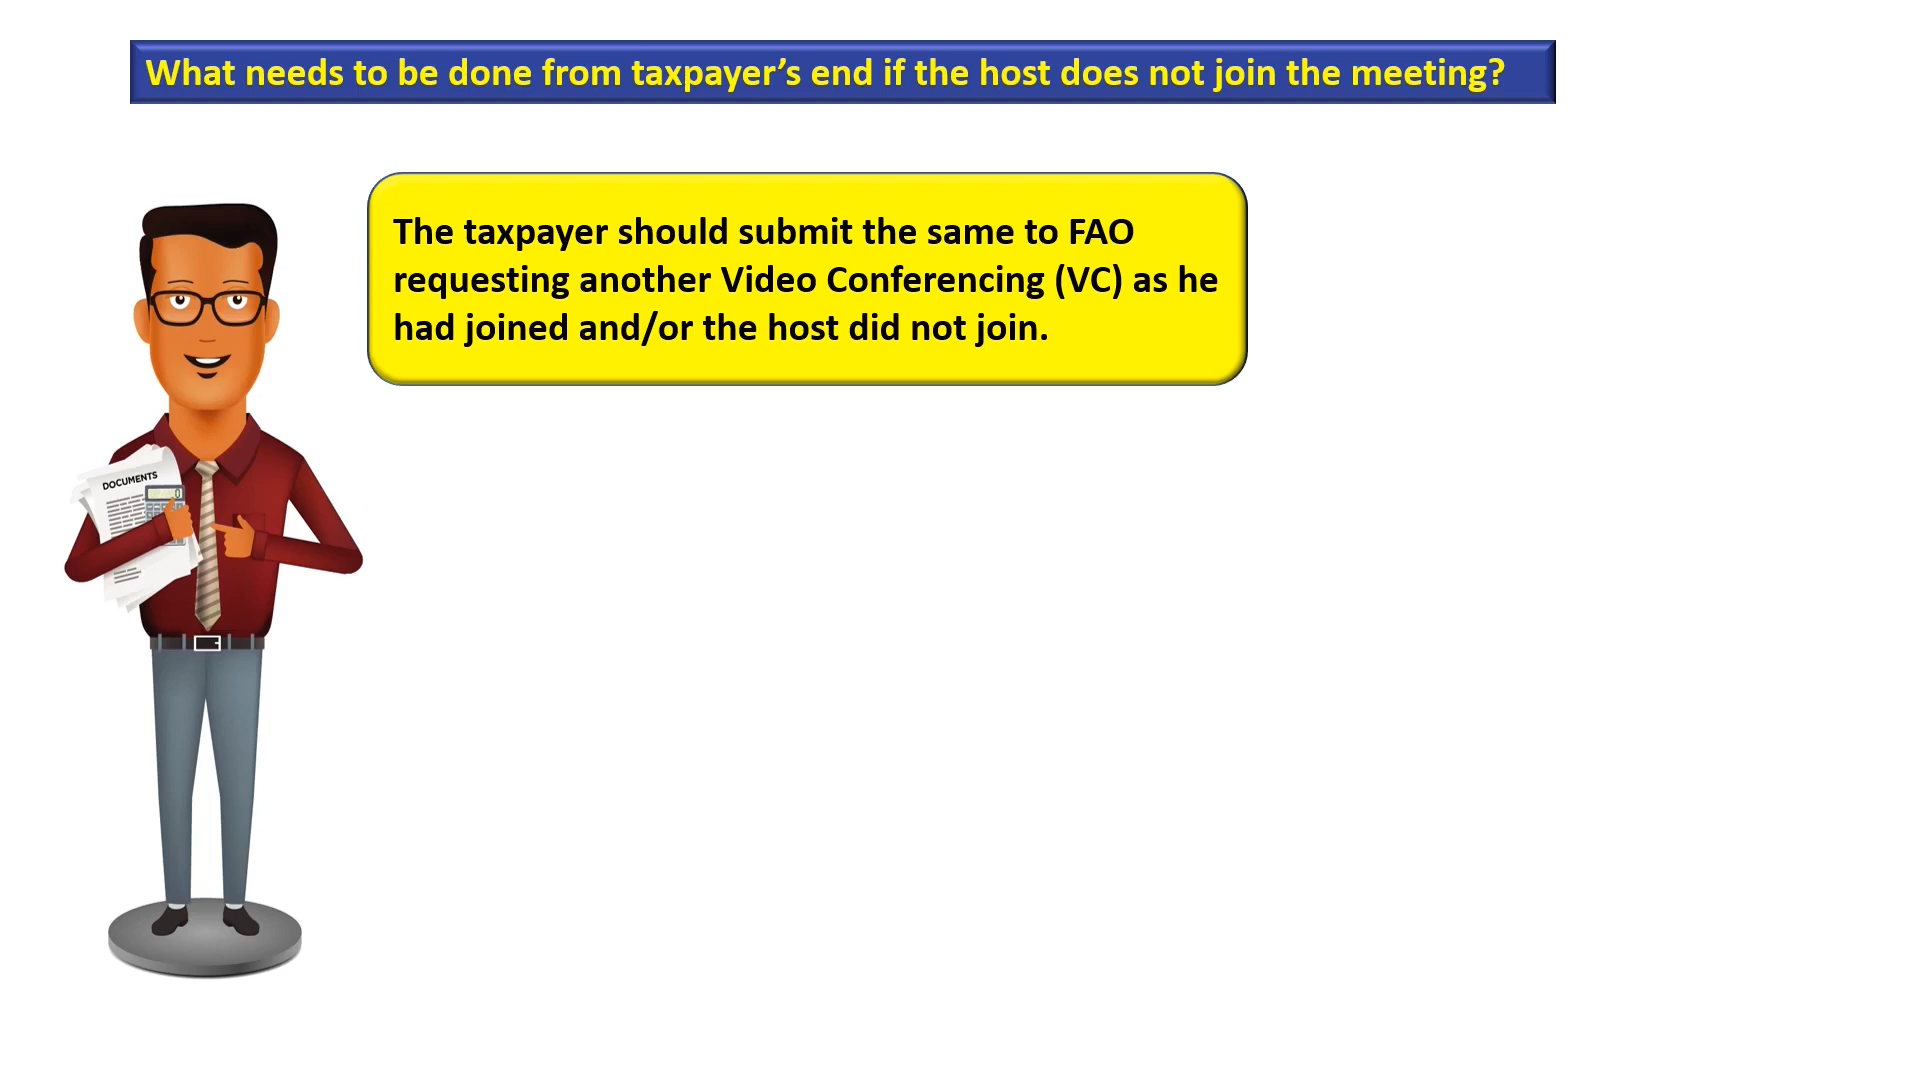 What needs to be done from taxpayer’s end if the host does not join the meeting?
The taxpayer should submit the same to FAO
requesting another Video Conferencing (VC) as he
had joined and/or the host did not join.
DOCUMENTS
0